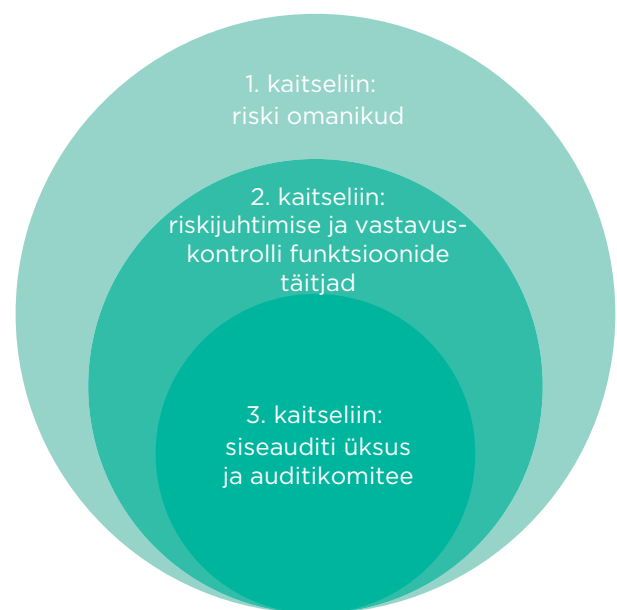 1. kaitseliin:
riski omanikud
2. kaitseliin:
riskijuhtimise ja vastavus-
kontrolli funktsioonide
täitjad
3. kaitseliin:
siseauditi üksus
ja auditikomitee